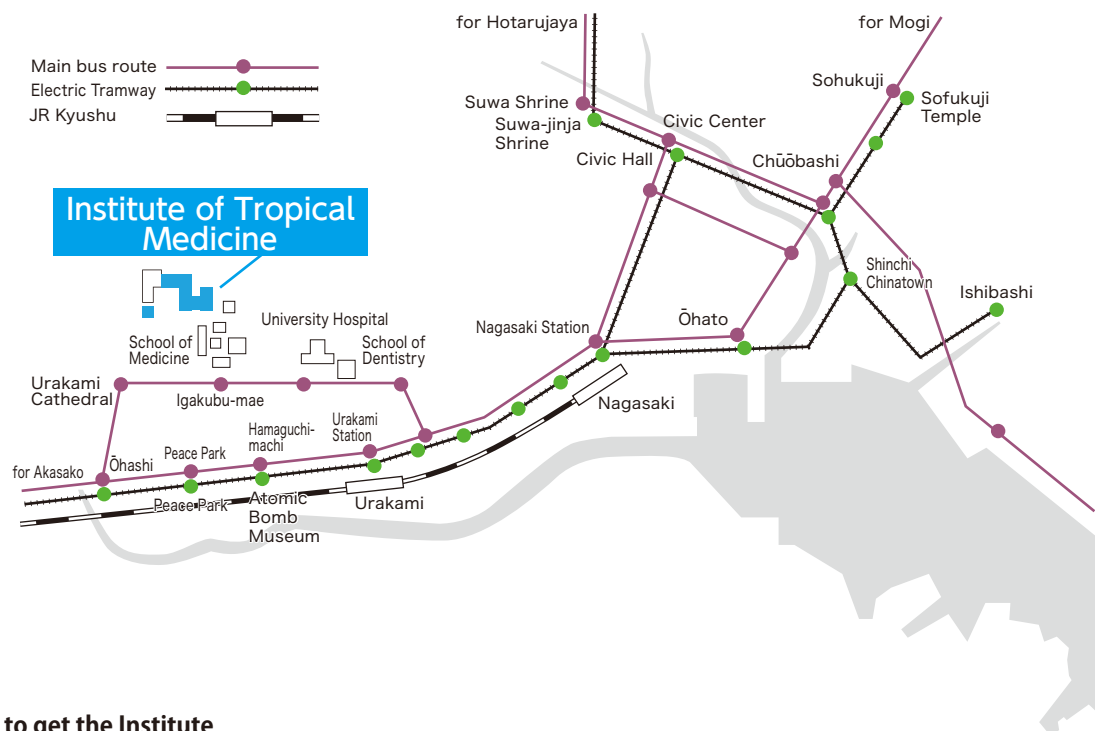 for Hotarujaya
for Mogi
Main bus route
Electric Tramway
JR Kyushu
Suwa Shrine
Suwa-jinja
Shrine
Civic Center
Civic Hall
Sohukuji
Sofukuji
Temple
Chūōbashi
Institute of Tropical
Medicine
Shinchi
Chinatown
Ishibashi
School of
Medicine
University Hospital
School of
Dentistry
Nagasaki Station
Ōhato
Urakami
Cathedral
Igakubu-mae
Nagasaki
Urakami
Station
Hamaguchi-
machi
Peace Park
Ōhashi
for Akasako
Peace Park
Atomic
Bomb
Museum
Urakami
to get the Institute